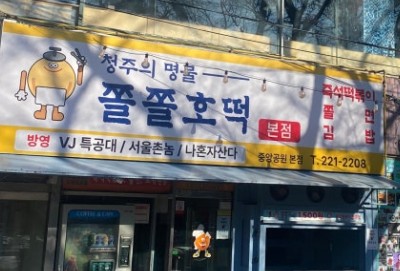 청주의 명물
쫄쫄호떡
본점
즉석떡볶이
쫄면
김밥
방영 VJ 특공대 / 서울촌놈 / 나혼자산다
중앙공원 본점 T. 221-2208